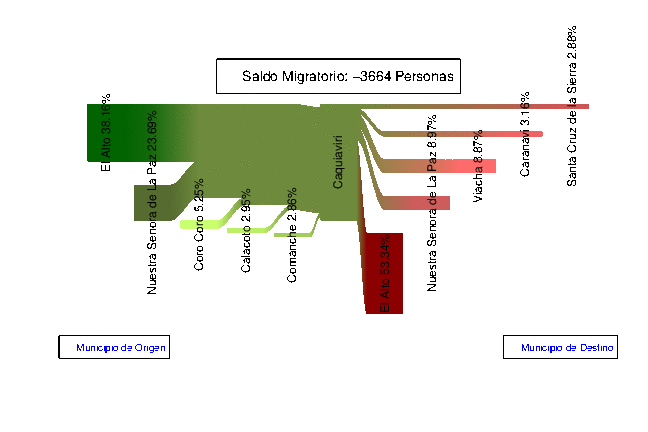 Saldo Migratorio: −3664 Personas
El Alto 38.16%
Nuestra Senora de La Paz 23.69%
Coro Coro 5.25%
Calacoto 2.95%
Comanche 2.86%
Caquiaviri
El Alto 53.34%
Nuestra Senora de La Paz 8.97%
Viacha 8.87%
Caranavi 3.16%
Santa Cruz de la Sierra 2.88%
Municipio de Origen
Municipio de Destino